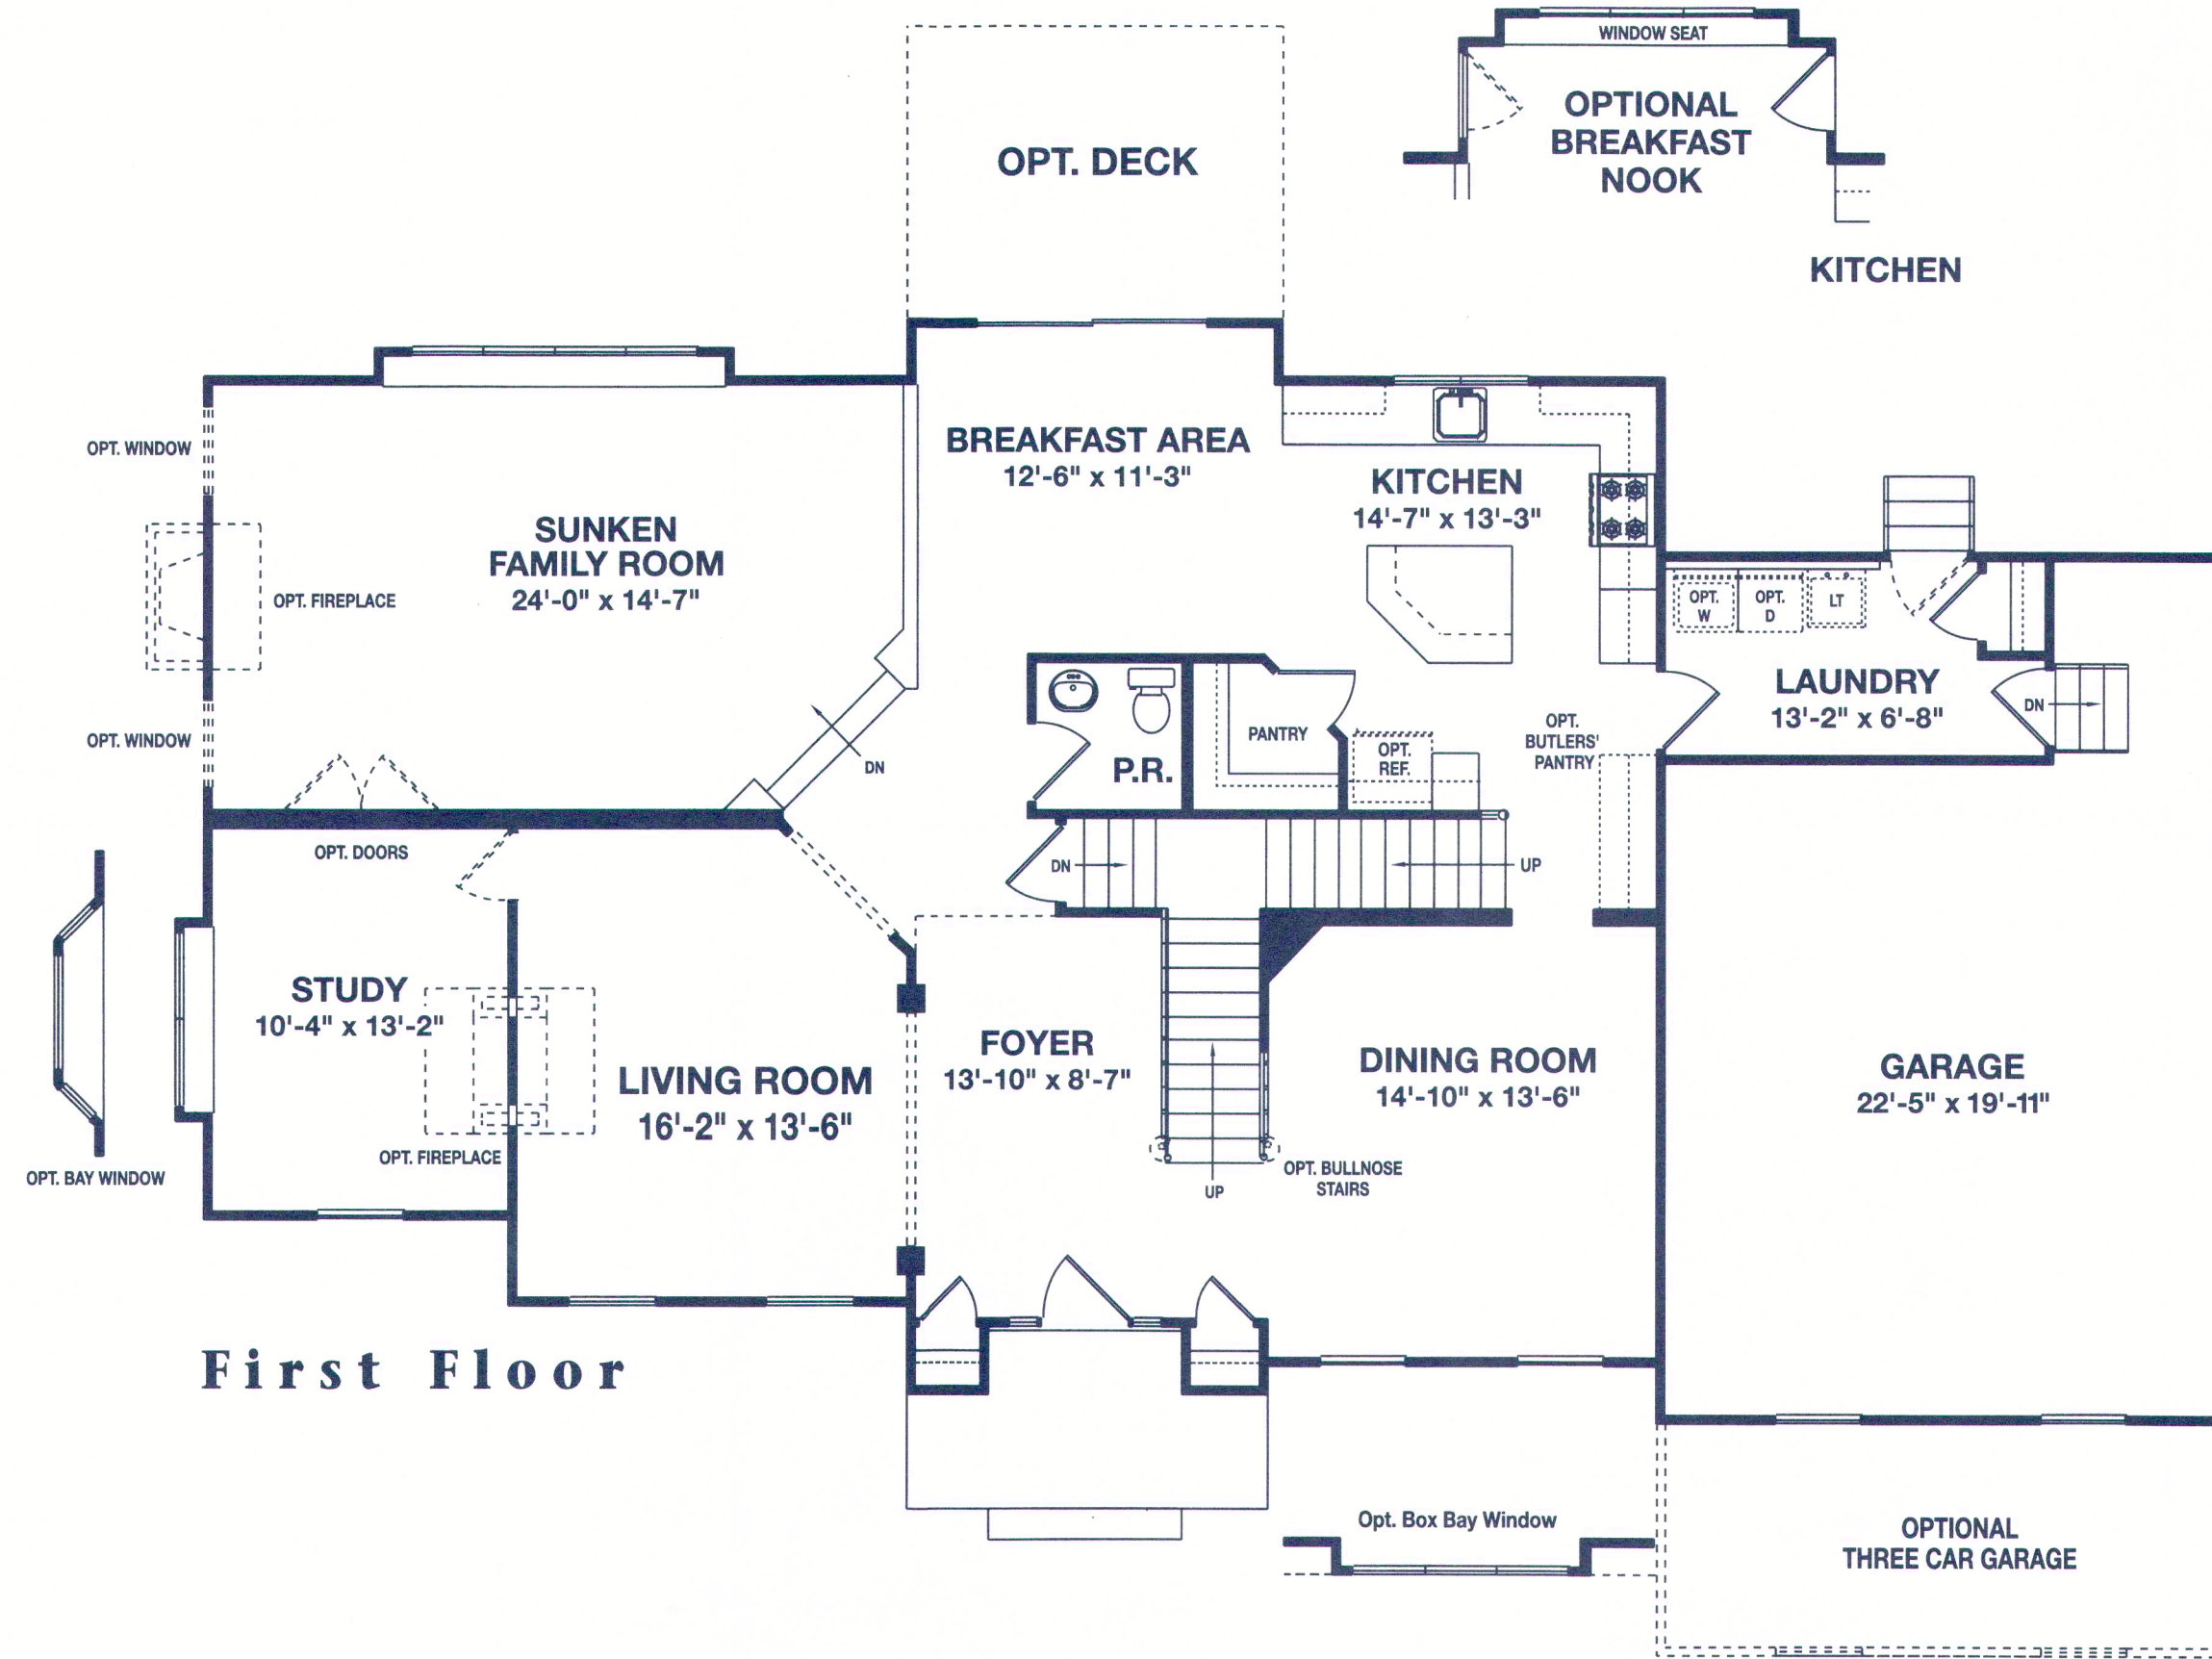 WINDOW SEAT
OPTIONAL
BREAKFAST
NOOK
KITCHEN
OPT. DECK
OPT. WINDOW
BREAKFAST AREA
12'-6" x 11'-3"
KITCHEN
14'-7" x 13'-3"
SUNKEN
FAMILY ROOM
24'-0" x 14'-7"
OPT. FIREPLACE
OPT. WINDOW
DN
P.R.
PANTRY
OPT.
REF.
OPT.
BUTLERS'
PANTRY
OPT.
W
OPT.
D
LT
LAUNDRY
13'-2" x 6'-8"
DN
OPT. DOORS
DN
UP
STUDY
10'-4" x 13'-2"
OPT. FIREPLACE
OPT. BAY WINDOW
LIVING ROOM
16'-2" x 13'-6"
FOYER
13'-10" x 8'-7"
UP
OPT. BULLNOSE
STAIRS
DINING ROOM
14'-10" x 13'-6"
GARAGE
22'-5" x 19'-11"
First Floor
Opt. Box Bay Window
OPTIONAL
THREE CAR GARAGE